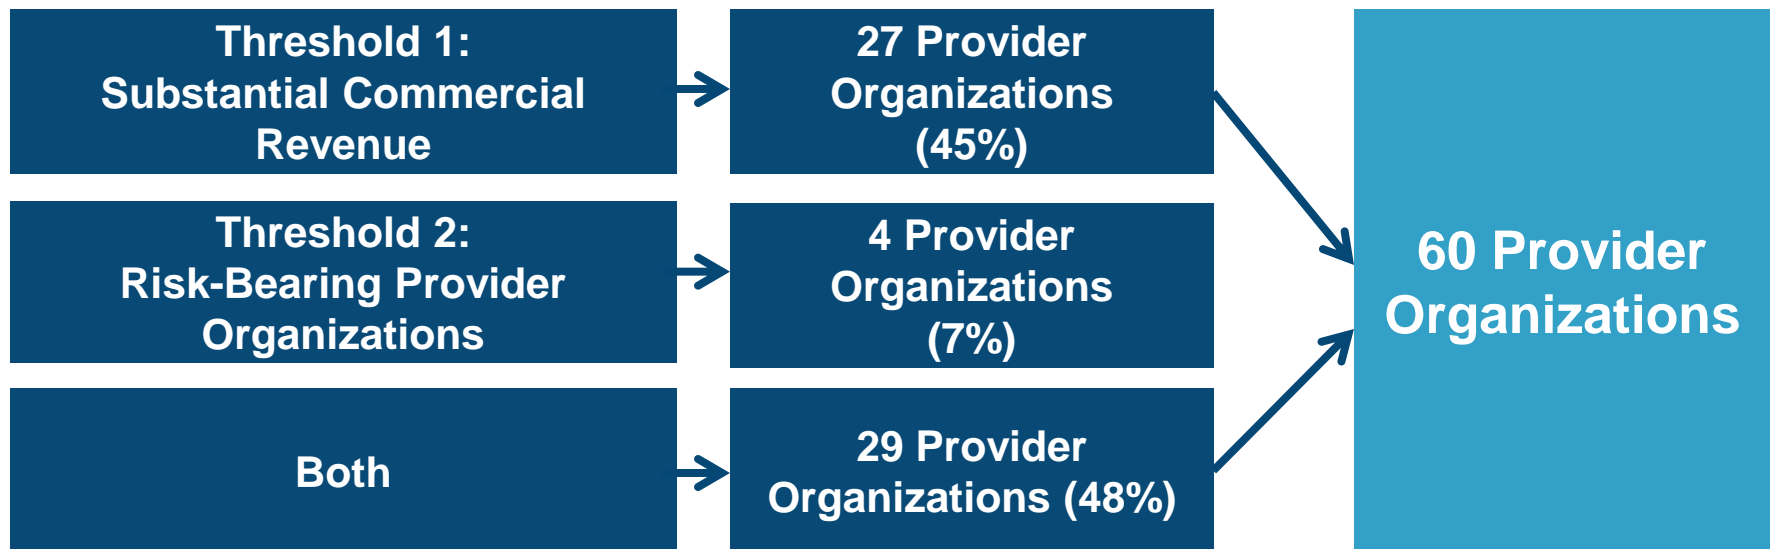 Threshold 1:
Substantial Commercial
Revenue
27 Provider
Organizations
(45%)
Threshold 2:
Risk-Bearing Provider
Organizations
4 Provider
Organizations
(7%)
Both
29 Provider
Organizations (48%)
60 Provider
Organizations